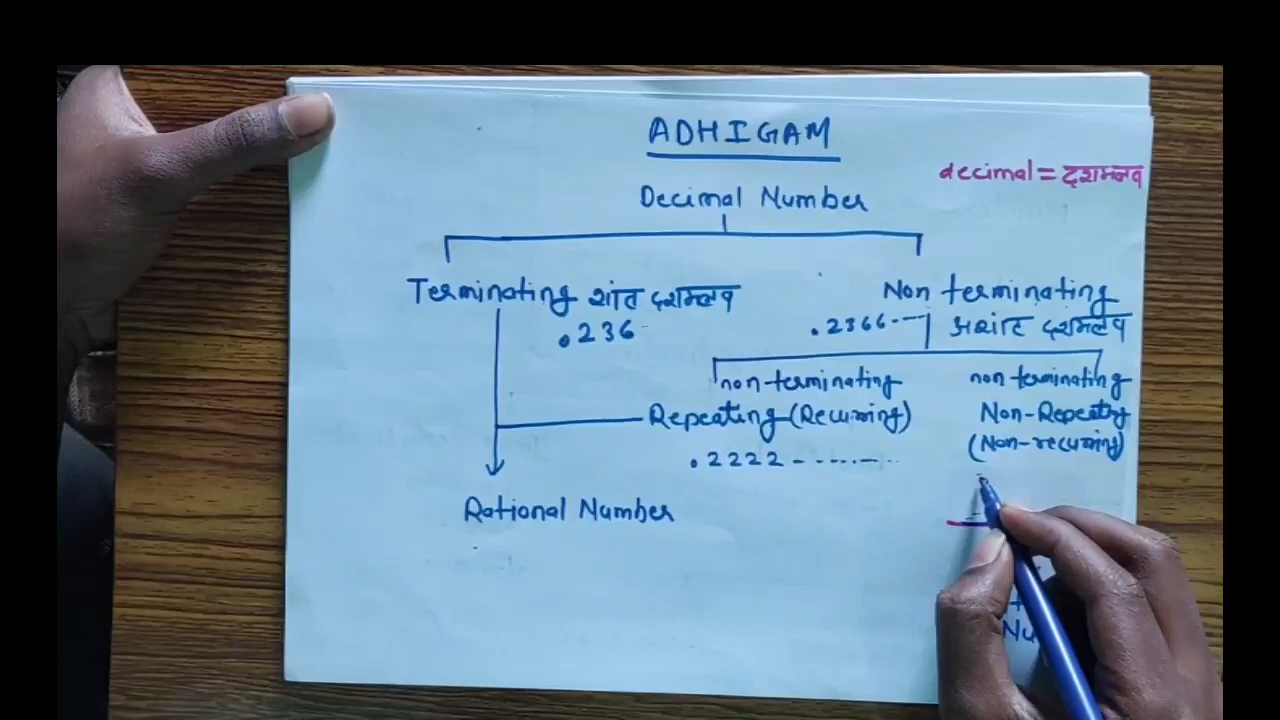 ADHIGAM
decimal = दशमलव
Decimal Number
Terminating शांत दशमलव
.236
Non terminating
.2366---
अशांत दशमलव
non-terminating
Repeating (Recurring)
.2222- - - - - - -
non terminating
Non-Repeating
(Non-recurring)
Rational Number
Nu